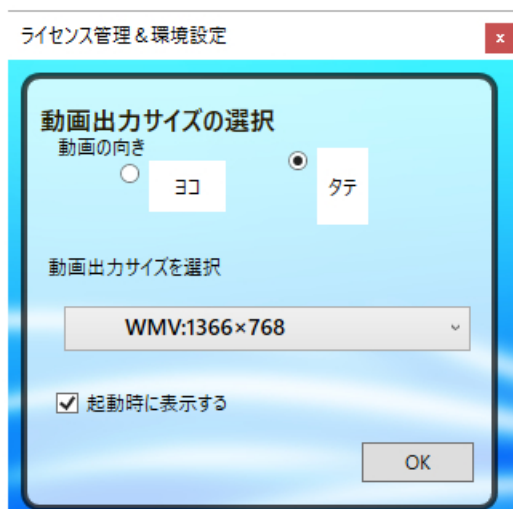 ライセンス管理&環境設定
x
動画出力サイズの選択
動画の向き
ヨコ
タテ
動画出力サイズを選択
WMV:1366×768
起動時に表示する
OK